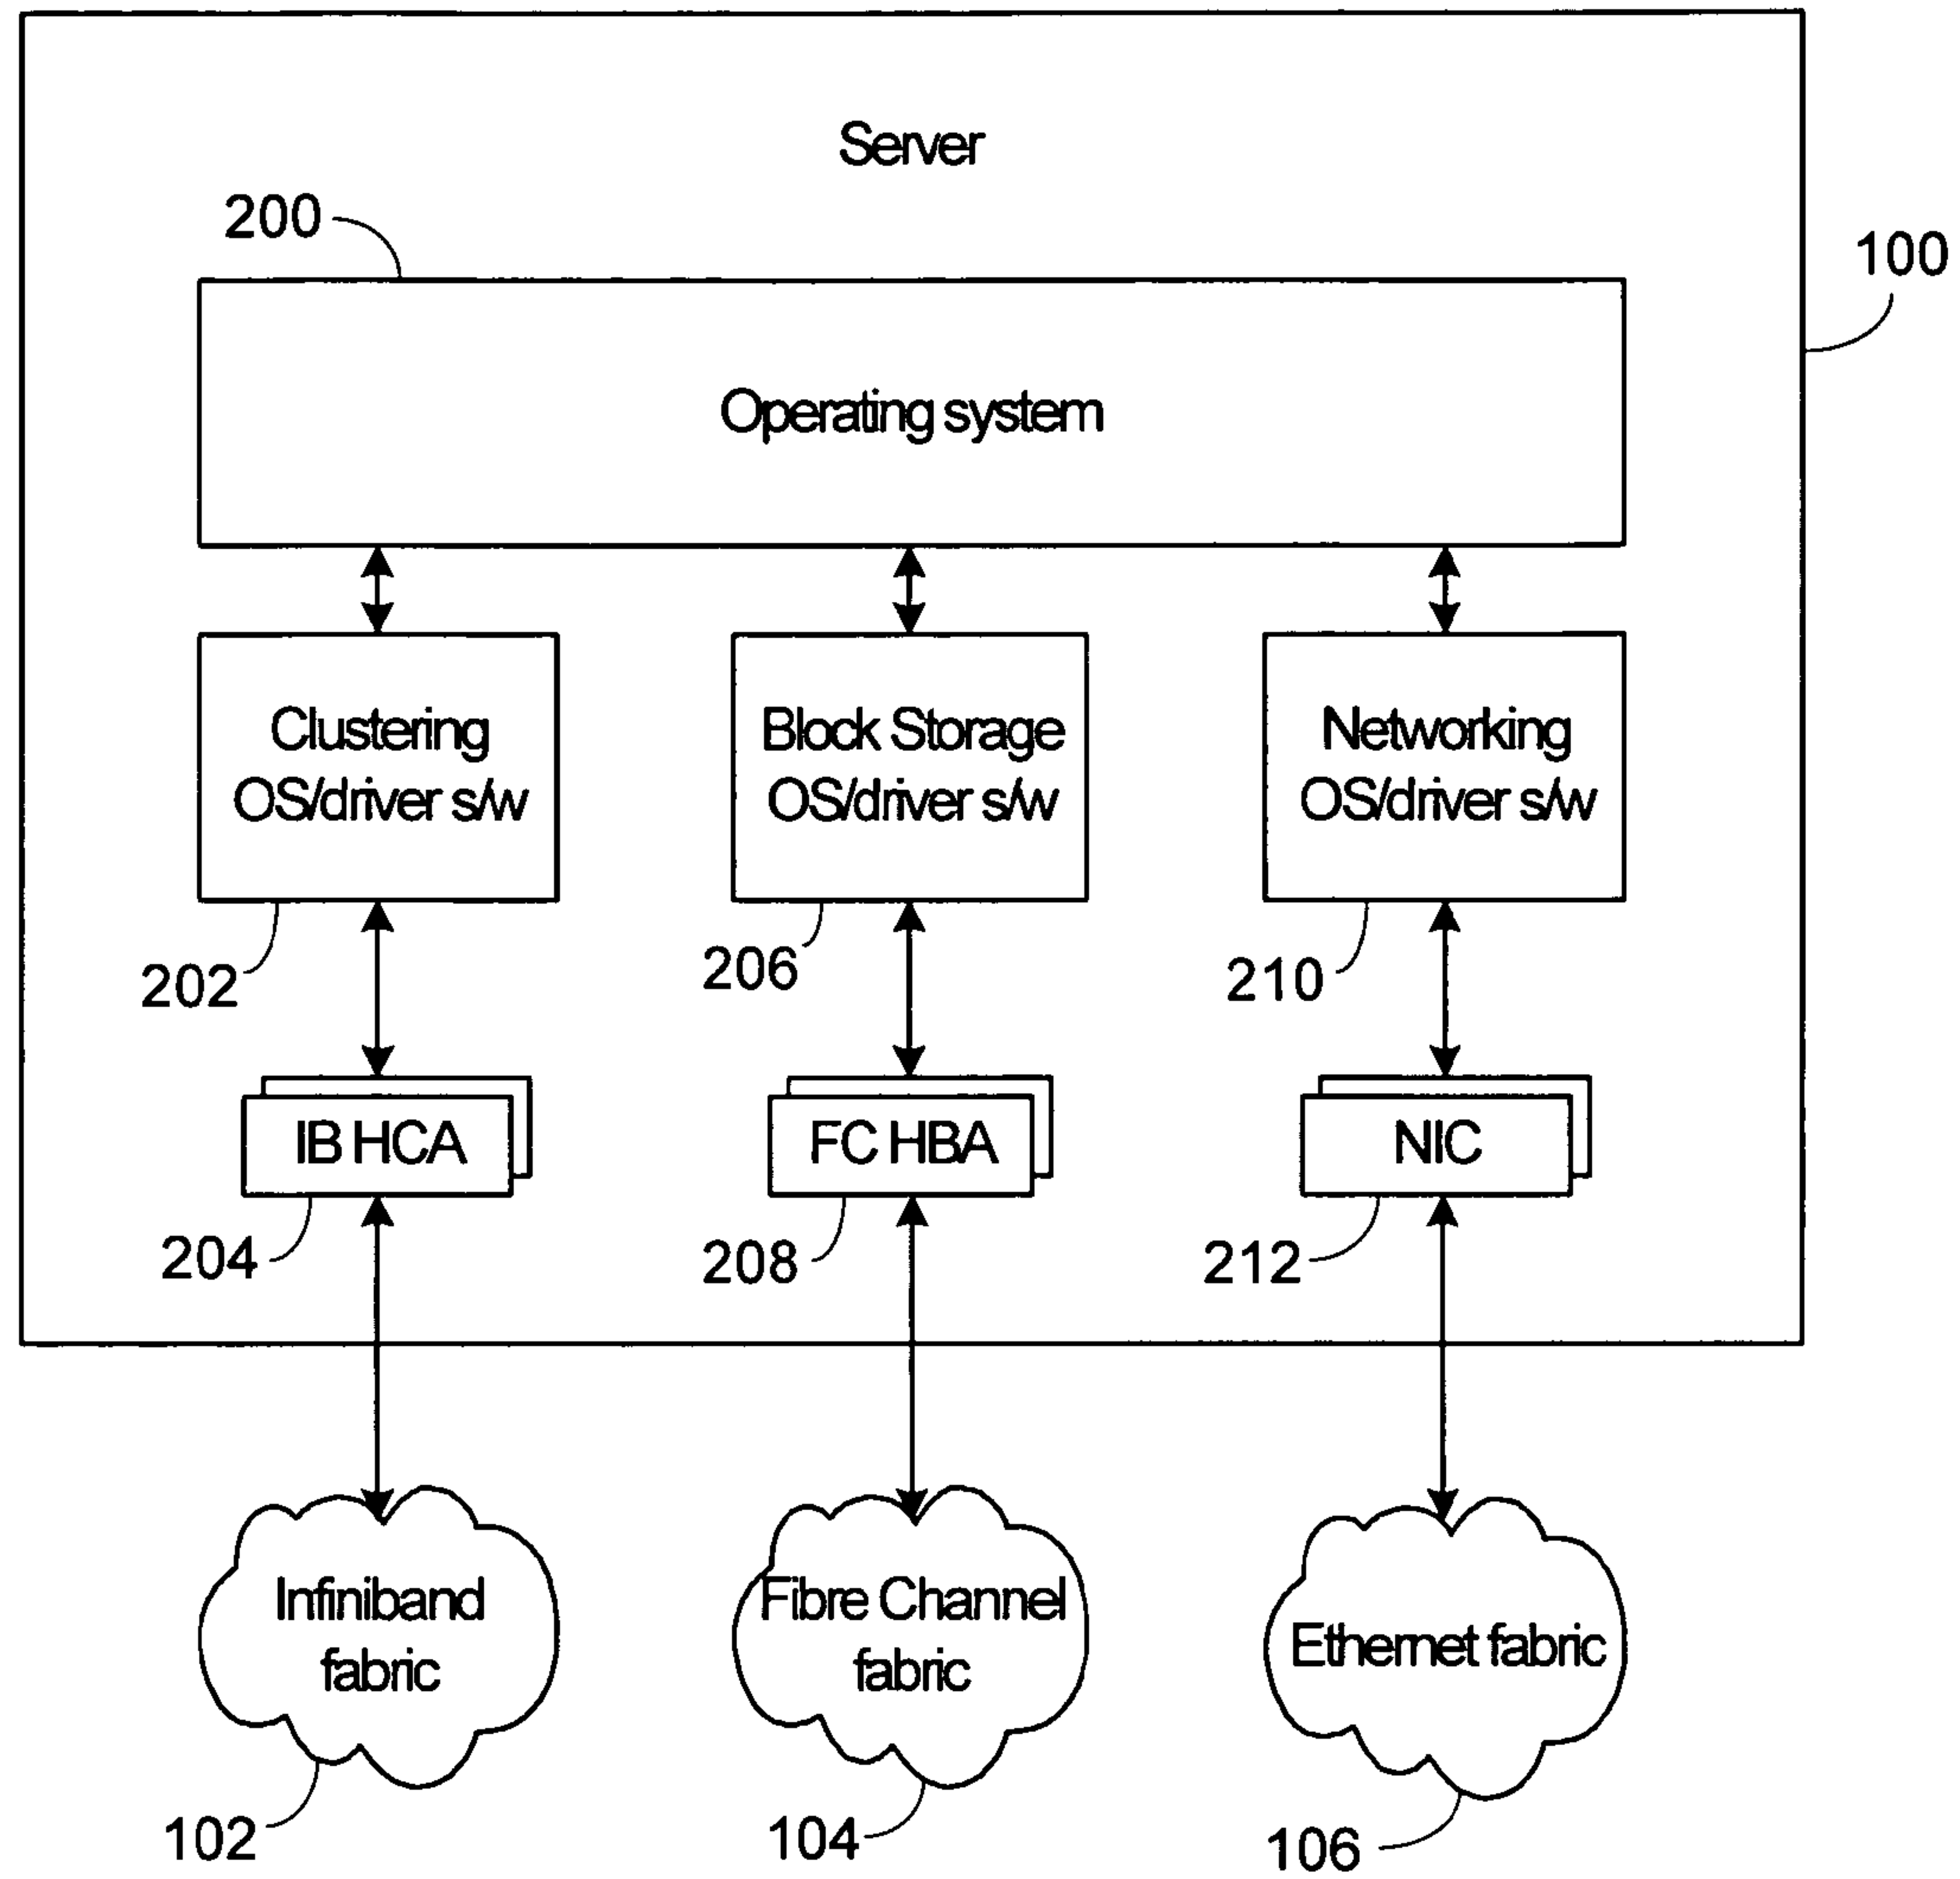 Server
200
100
Operating system
Clustering
OS/driver s/w
Block Storage
OS/driver s/w
Networking
OS/driver s/w
202
206
210
IB HCA
FC HBA
NIC
204
208
212
Infiniband
fabric
Fibre Channel
fabric
Ethernet fabric
102
104
106